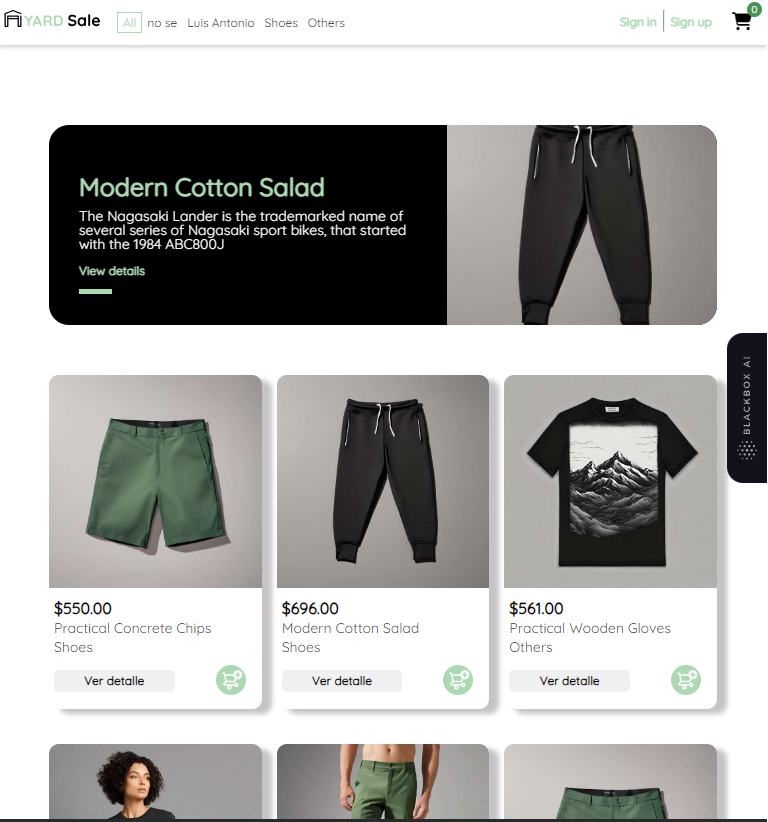 YARD Sale
All no se Luis Antonio Shoes Others
Sign in Sign up
0
Modern Cotton Salad
The Nagasaki Lander is the trademarked name of
several series of Nagasaki sport bikes, that started
with the 1984 ABC800J
View details
BLACKBOX AI
$550.00
Practical Concrete Chips
Shoes
Ver detalle
$696.00
Modern Cotton Salad
Shoes
Ver detalle
$561.00
Practical Wooden Gloves
Others
Ver detalle